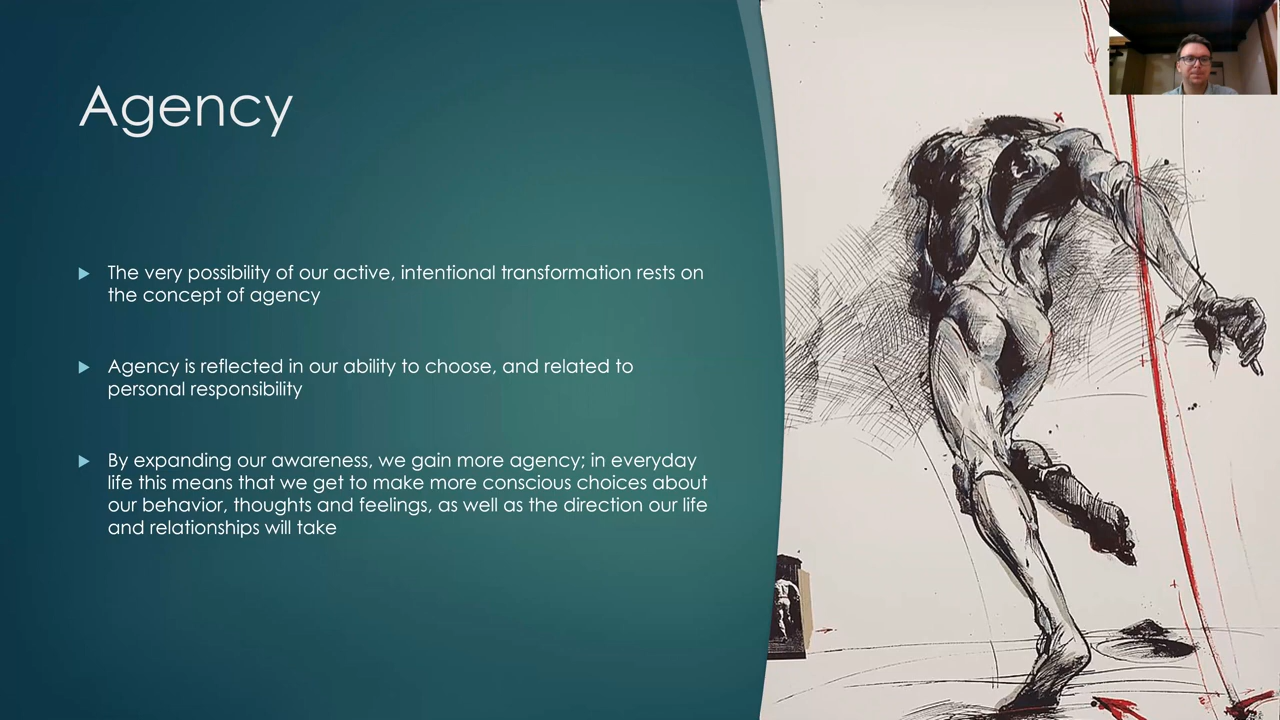 Agency
The very possibility of our active, intentional transformation rests on
the concept of agency
Agency is reflected in our ability to choose, and related to
personal responsibility
By expanding our awareness, we gain more agency; in everyday
life this means that we get to make more conscious choices about
our behavior, thoughts and feelings, as well as the direction our life
and relationships will take